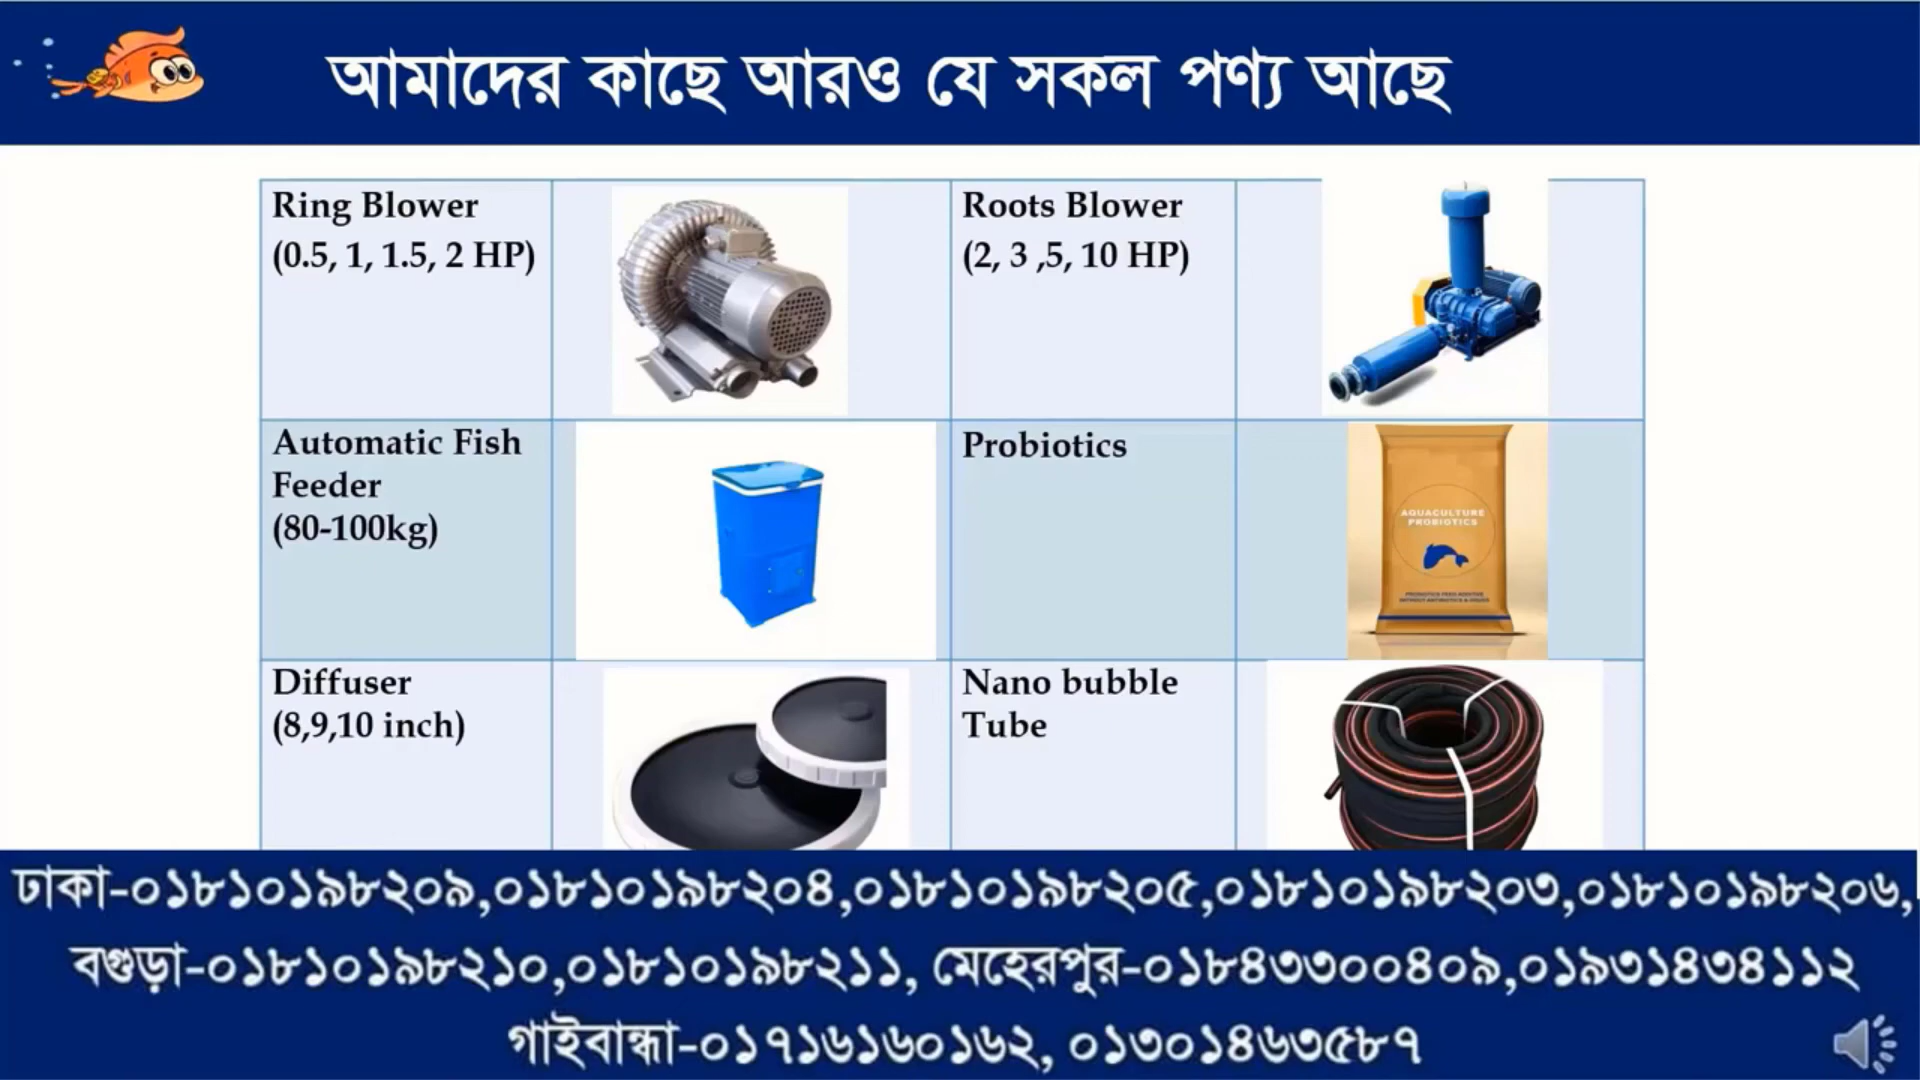 আমাদের কাছে আরও যে সকল পণ্য আছে
Ring Blower
(0.5, 1, 1.5, 2 HP)
Roots Blower
(2, 3 ,5, 10 HP)
Automatic Fish
Feeder
(80-100kg)
Probiotics
AQUACULTURE
PROBIOTICS
Diffuser
(8,9,10 inch)
Nano bubble
Tube
ঢাকা-০১৮১০১৯৮২০৯,০১৮১০১৯৮২০৪,০১৮১০১৯৮২০৫,০১৮১০১৯৮২০৩,০১৮১০১৯৮২০৬,
বগুড়া-০১৮১০১৯৮২১০,০১৮১০১৯৮২১১, মেহেরপুর-০১৮৪৩৩০০৪০৯,০১৯৩১৪৩৪১১২
গাইবান্ধা-০১৭১৬১৬০১৬২, ০১৩০১৪৬৩৫৮৭